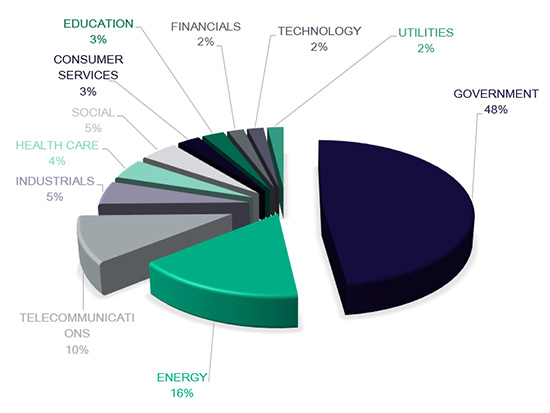 EDUCATION
3%
FINANCIALS
2%
TECHNOLOGY
2%
UTILITIES
2%
CONSUMER
SERVICES
3%
GOVERNMENT
48%
SOCIAL
5%
HEALTH CARE
4%
INDUSTRIALS
5%
TELECOMMUNICATI
ONS
10%
ENERGY
16%